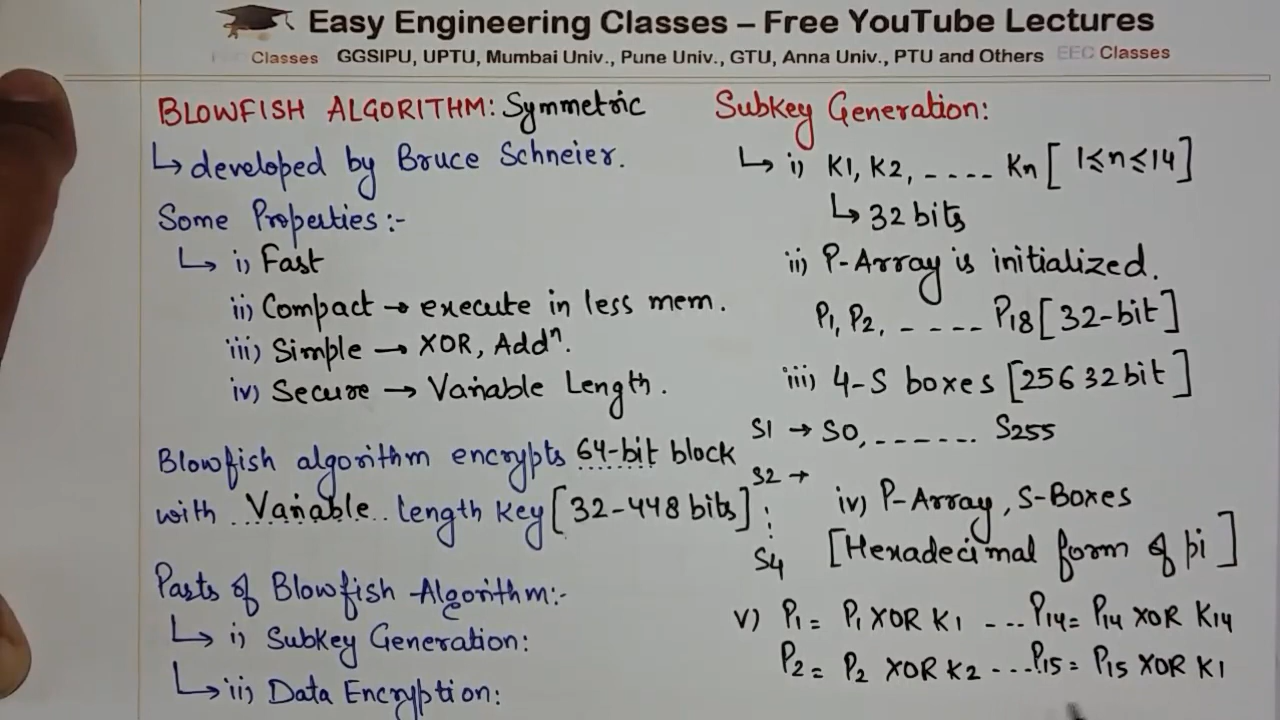 Easy Engineering Classes – Free YouTube Lectures
Classes GGSIPU, UPTU, Mumbai Univ., Pune Univ., GTU, Anna Univ., PTU and Others EEC Classes
BLOWFISH ALGORITHM: Symmetric
↳ developed by Bruce Schneier.
Some Properties :-
↳ i) Fast
ii) Compact → execute in less mem.
iii) Simple → XOR, Addⁿ.
iv) Secure → Variable Length.
Blowfish algorithm encrypts 64-bit block
with Variable length key [32-448 bits]
Parts of Blowfish Algorithm:-
↳ i) Subkey Generation:
↳ ii) Data Encryption:
Subkey Generation:
↳ i) K1, K2, ---- Kn [1≤n≤14]
↳ 32 bits
ii) P-Array is initialized.
P1, P2, ---- P18 [32-bit]
iii) 4-S boxes [256 32bit]
S1 → S0, ------ S255
S2 →
S4
iv) P-Array, S-Boxes
[Hexadecimal form of pi]
v) P1 = P1 XOR K1 --- P14 = P14 XOR K14
P2 = P2 XOR K2 --- P15 = P15 XOR K1